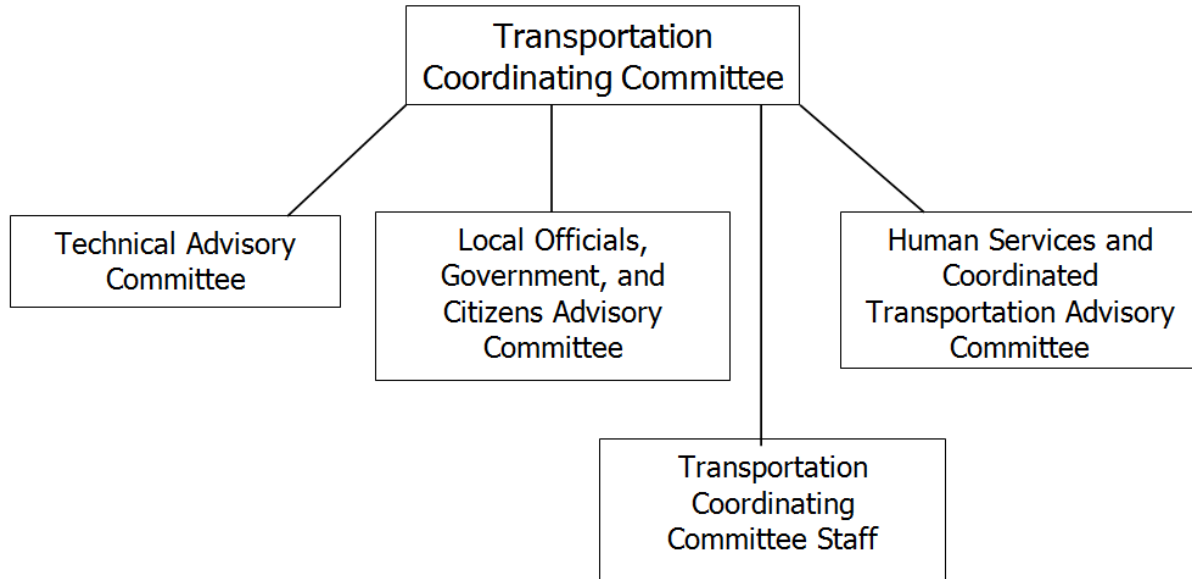 Transportation
Coordinating Committee
Technical Advisory
Committee
Local Officials,
Government, and
Citizens Advisory
Committee
Human Services and
Coordinated
Transportation Advisory
Committee
Transportation
Coordinating
Committee Staff